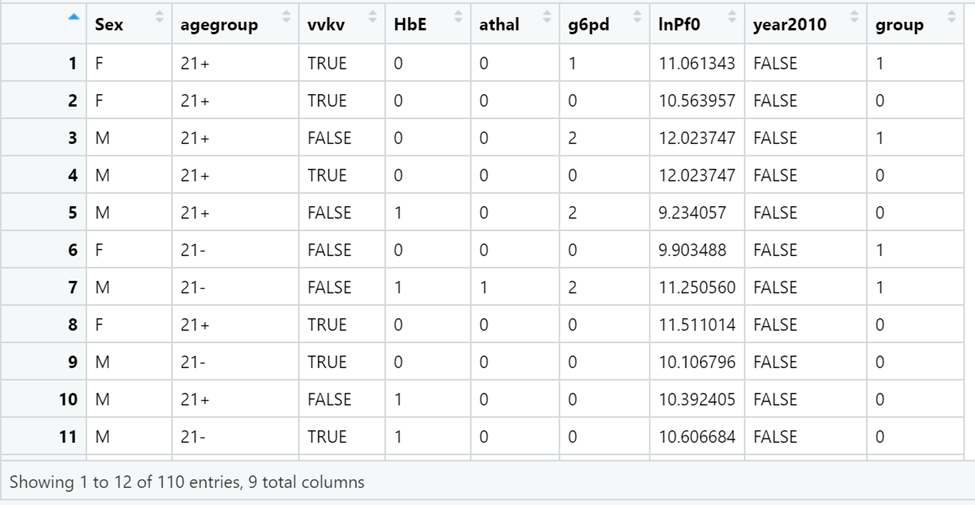 Sex agegroup vvkv HbE athal g6pd lnPf0 year2010 group
1 F 21+ TRUE 0 0 1 11.061343 FALSE 1
2 F 21+ TRUE 0 0 0 10.563957 FALSE 0
3 M 21+ FALSE 0 0 2 12.023747 FALSE 1
4 M 21+ TRUE 0 0 0 12.023747 FALSE 0
5 M 21+ FALSE 1 0 2 9.234057 FALSE 0
6 F 21- FALSE 0 0 0 9.903488 FALSE 1
7 M 21- FALSE 1 1 2 11.250560 FALSE 1
8 F 21+ TRUE 0 0 0 11.511014 FALSE 0
9 M 21- TRUE 0 0 0 10.106796 FALSE 0
10 M 21+ FALSE 1 0 0 10.392405 FALSE 0
11 M 21- TRUE 1 0 0 10.606684 FALSE 0
Showing 1 to 12 of 110 entries, 9 total columns